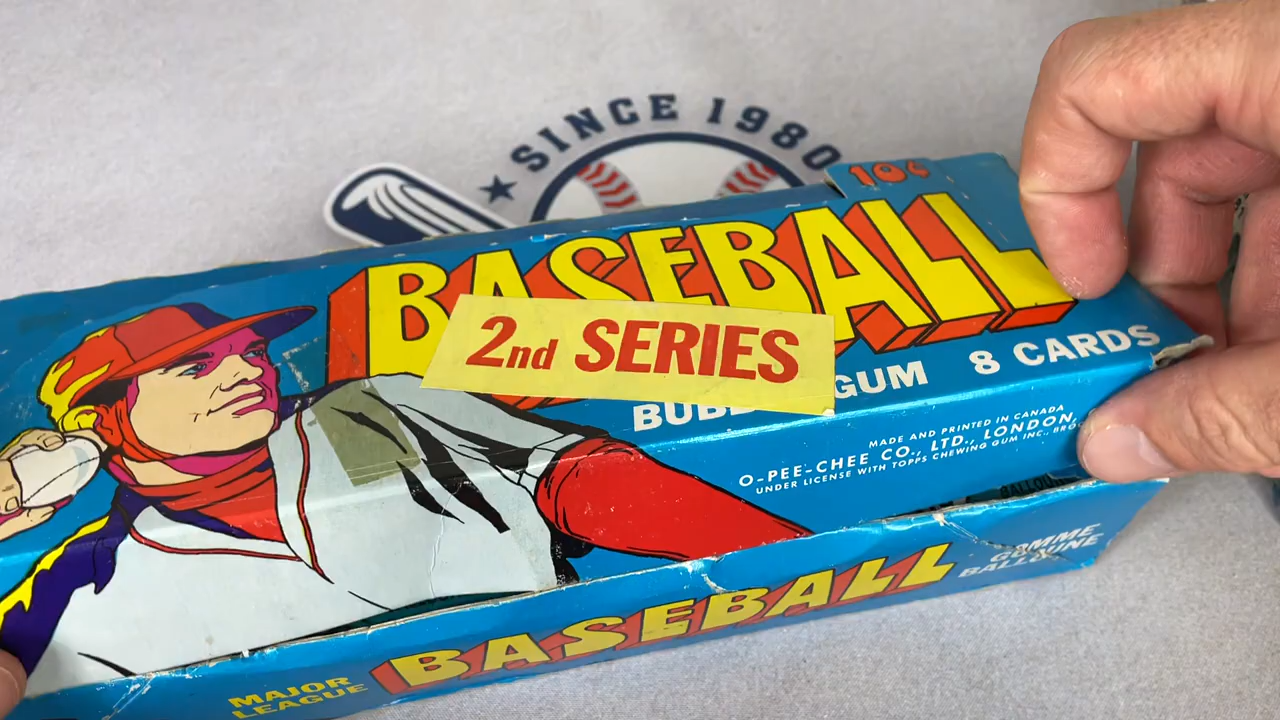 SINCE 1980
10¢
BASEBALL
2nd SERIES
GUM 8 CARDS
MADE AND PRINTED IN CANADA
O-PEE-CHEE CO., LTD., LONDON,
UNDER LICENSE WITH TOPPS CHEWING GUM INC.,
MAJOR
LEAGUE
BASEBALL
GOMME
BALLOUNE